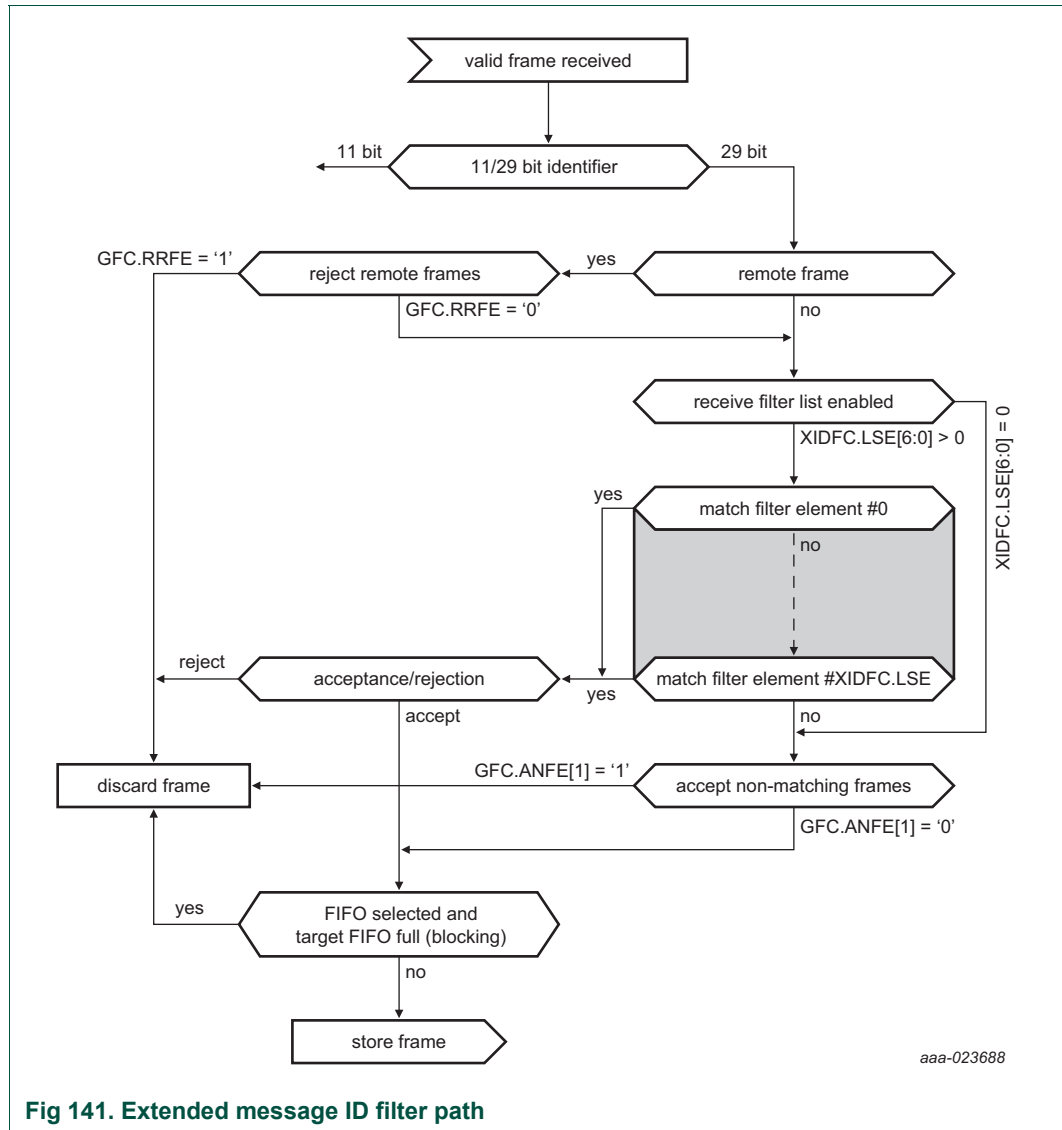 valid frame received
11 bit
11/29 bit identifier
29 bit
GFC.RRFE = ‘1’
reject remote frames
yes
remote frame
GFC.RRFE = ‘0’
no
receive filter list enabled
XIDFC.LSE[6:0] > 0
XIDFC.LSE[6:0] = 0
yes
match filter element #0
no
reject
acceptance/rejection
yes
match filter element #XIDFC.LSE
accept
no
discard frame
GFC.ANFE[1] = ‘1’
accept non-matching frames
GFC.ANFE[1] = ‘0’
yes
FIFO selected and
target FIFO full (blocking)
no
store frame
aaa-023688
Fig 141. Extended message ID filter path